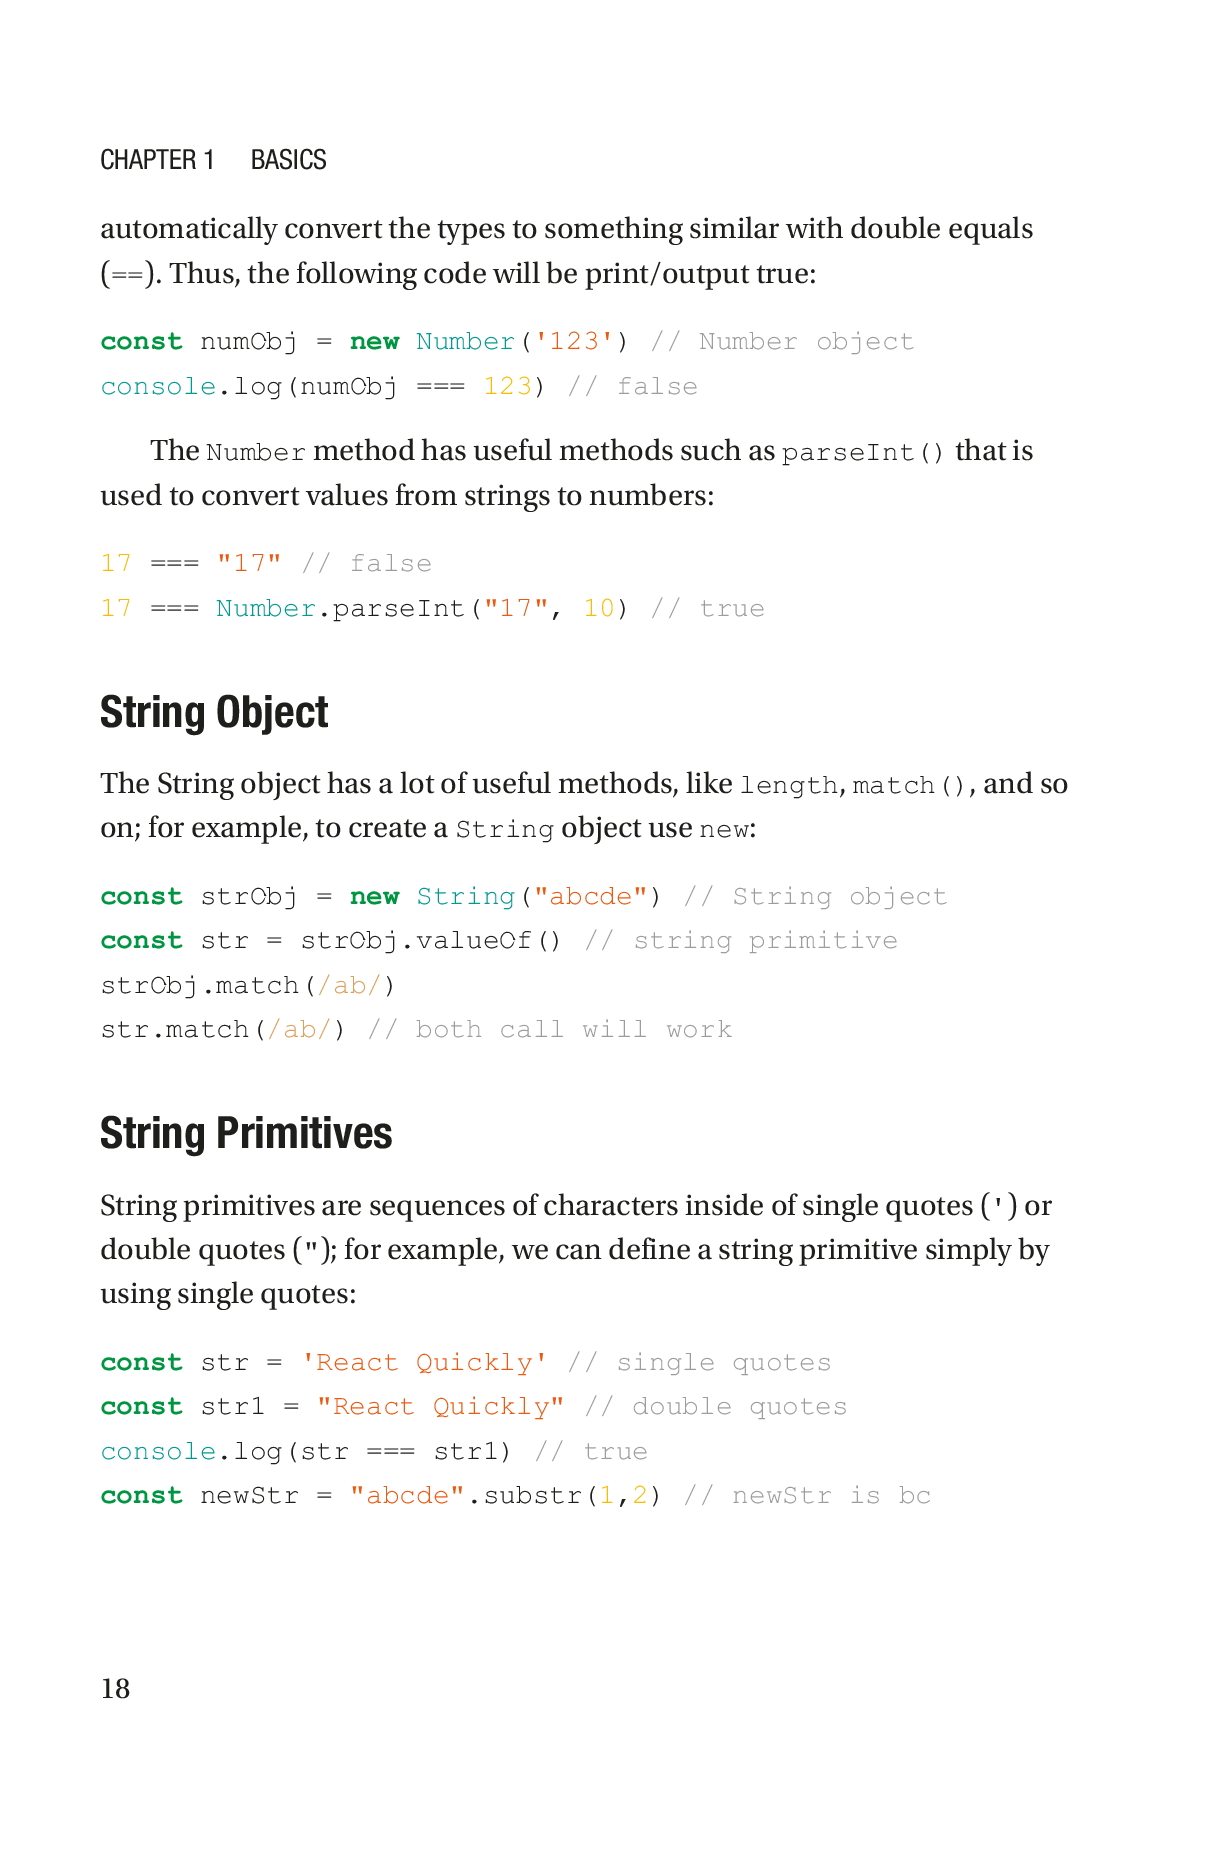 CHAPTER 1 BASICS
automatically convert the types to something similar with double equals
(==). Thus, the following code will be print/output true:
const numObj = new Number('123') // Number object
console.log(numObj === 123) // false
The Number method has useful methods such as parseInt() that is
used to convert values from strings to numbers:
17 === "17" // false
17 === Number.parseInt("17", 10) // true
String Object
The String object has a lot of useful methods, like length, match(), and so
on; for example, to create a String object use new:
const strObj = new String("abcde") // String object
const str = strObj.valueOf() // string primitive
strObj.match(/ab/)
str.match(/ab/) // both call will work
String Primitives
String primitives are sequences of characters inside of single quotes (') or
double quotes ("); for example, we can define a string primitive simply by
using single quotes:
const str = 'React Quickly' // single quotes
const str1 = "React Quickly" // double quotes
console.log(str === str1) // true
const newStr = "abcde".substr(1,2) // newStr is bc
18